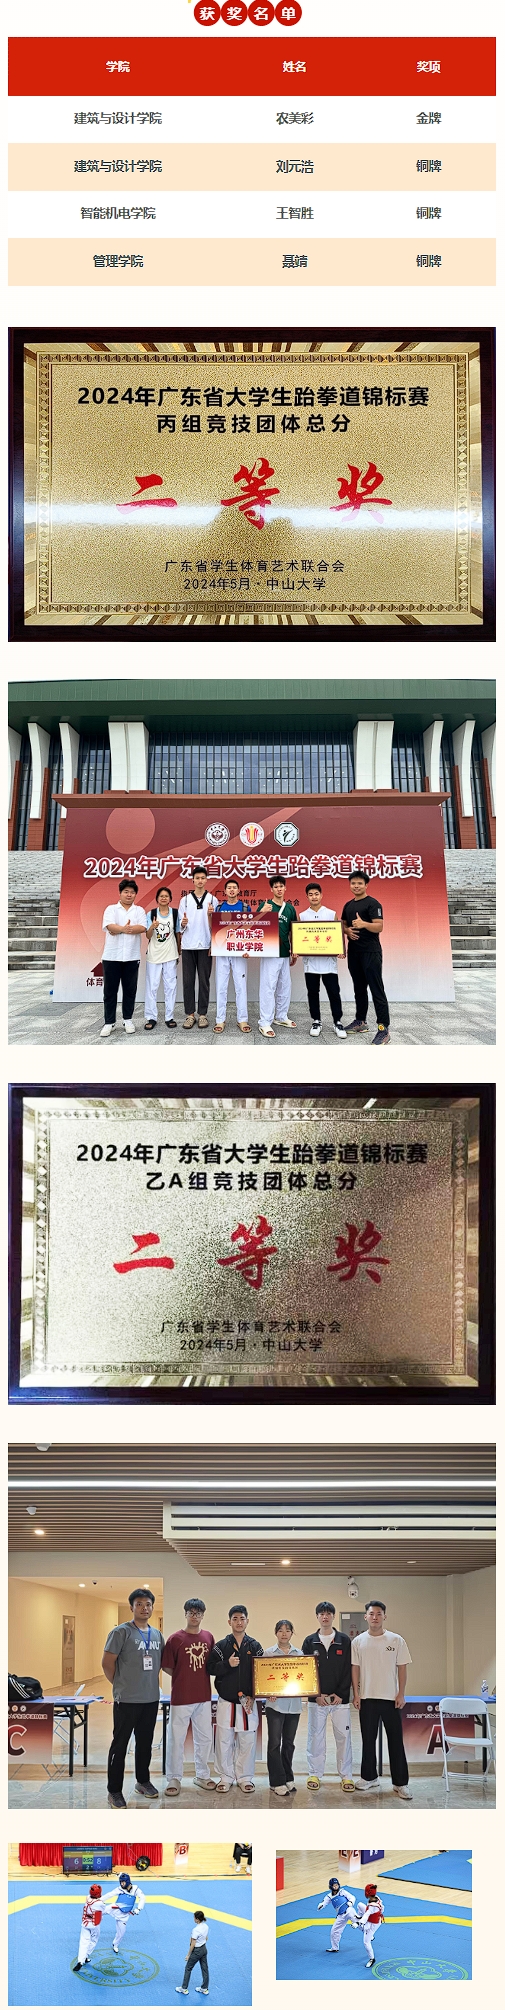 获奖名单
学院 姓名 奖项
建筑与设计学院 农美彩 金牌
建筑与设计学院 刘元浩 铜牌
智能机电学院 王智胜 铜牌
管理学院 聂婧 铜牌
2024年广东省大学生跆拳道锦标赛
丙组竞技团体总分
二等奖
广东省学生体育艺术联合会
2024年5月·中山大学
2024年广东省大学生跆拳道锦标赛
广州东华
职业学院
二等奖
2024年广东省大学生跆拳道锦标赛
乙A组竞技团体总分
二等奖
广东省学生体育艺术联合会
2024年5月·中山大学
二等奖
C
A
6 8